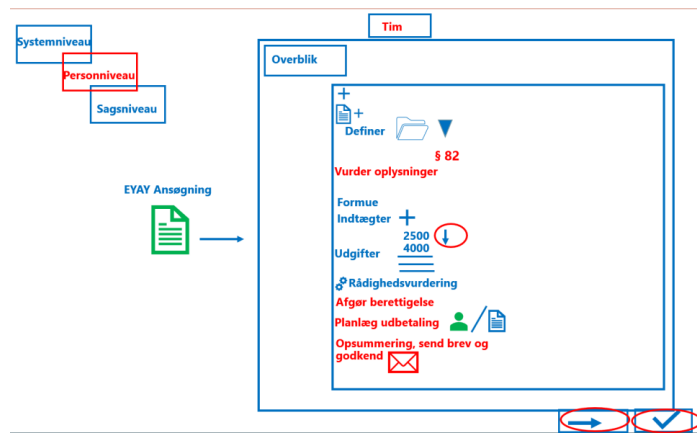 Tim
Systemniveau
Personniveau
Sagsniveau
Overblik
+
+
Definer
§ 82
Vurder oplysninger
EYAY Ansøgning
Formue
Indtægter +
2500
4000
Udgifter
Rådighedsvurdering
Afgør berettigelse
Planlæg udbetaling /
Opsummering, send brev og
godkend